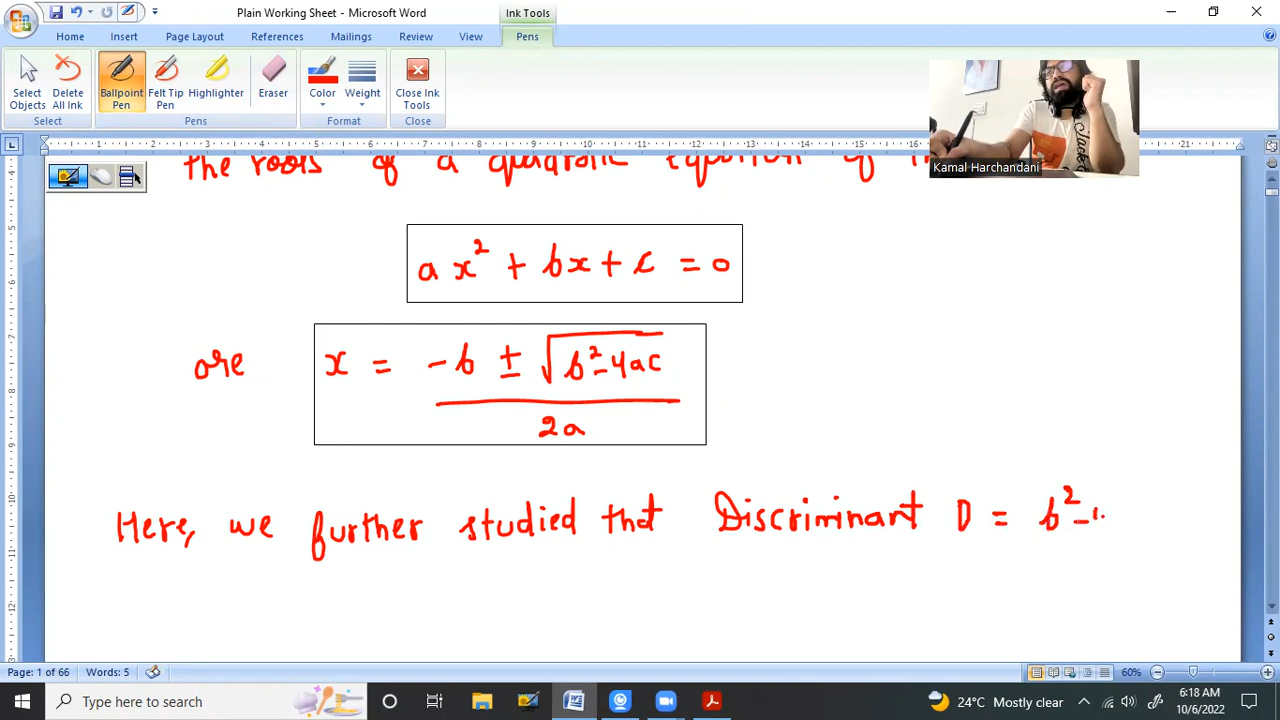 Plain Working Sheet - Microsoft Word
Ink Tools
Home Insert Page Layout References Mailings Review View Pens
Select Objects
Delete All Ink
Ballpoint Pen
Felt Tip Pen
Highlighter
Eraser
Color
Weight
Close Ink Tools
Select Pens Format Close
Kamal Harchandani
the roots of a quadratic Equation of
ax² + bx + c = 0
are x = -b ± √b²-4ac
2a
Here, we further studied that Discriminant D = b²-
Page: 1 of 66 Words: 5 60%
Type here to search
24°C Mostly clear
6:18 AM
10/6/2022